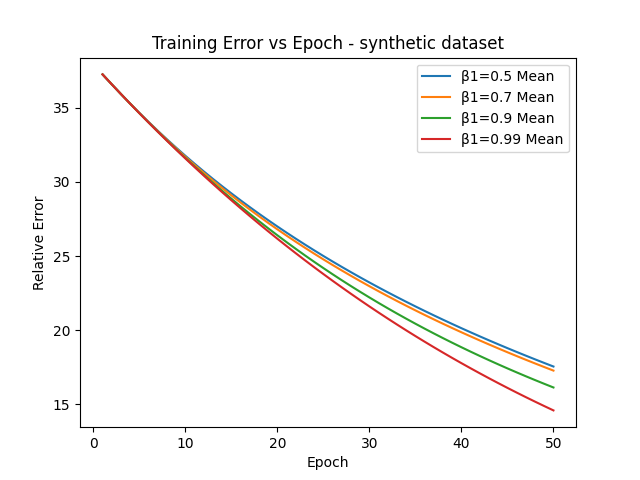 Training Error vs Epoch - synthetic dataset
β1=0.5 Mean
β1=0.7 Mean
β1=0.9 Mean
β1=0.99 Mean
Relative Error
35
30
25
20
15
0 10 20 30 40 50
Epoch